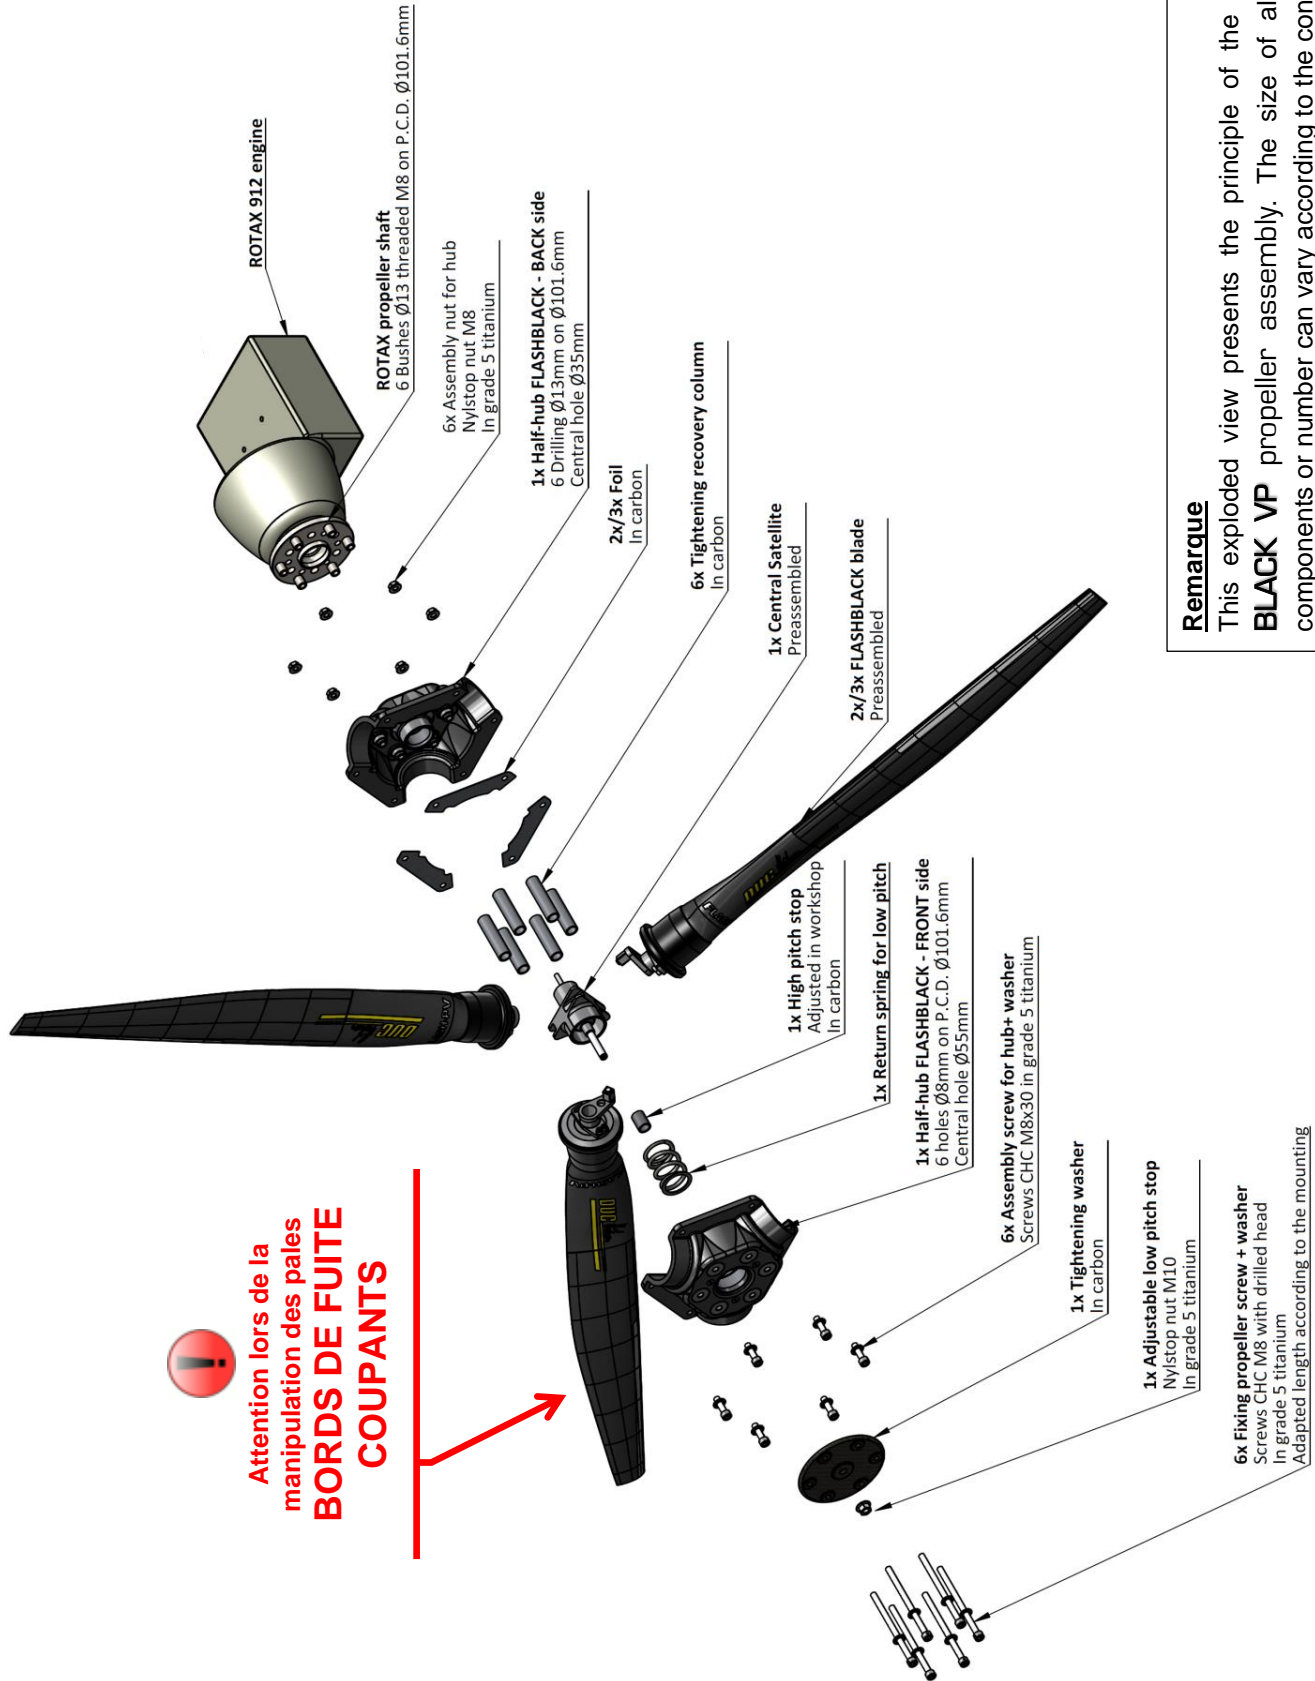 Attention lors de la
manipulation des pales
BORDS DE FUITE
COUPANTS
ROTAX 912 engine
ROTAX propeller shaft
6 Bushes Ø13 threaded M8 on P.C.D. Ø101.6mm
6x Assembly nut for hub
Nylstop nut M8
In grade 5 titanium
1x Half-hub FLASHBLACK - BACK side
6 Drilling Ø13mm on Ø101.6mm
Central hole Ø35mm
2x/3x Foil
In carbon
6x Tightening recovery column
In carbon
1x Central Satellite
Preassembled
2x/3x FLASHBLACK blade
Preassembled
1x High pitch stop
Adjusted in workshop
In carbon
1x Return spring for low pitch
1x Half-hub FLASHBLACK - FRONT side
6 holes Ø8mm on P.C.D. Ø101.6mm
Central hole Ø55mm
6x Assembly screw for hub+ washer
Screws CHC M8x30 in grade 5 titanium
1x Tightening washer
In carbon
1x Adjustable low pitch stop
Nylstop nut M10
In grade 5 titanium
6x Fixing propeller screw + washer
Screws CHC M8 with drilled head
In grade 5 titanium
Adapted length according to the mounting
DUC
DUC
DUC
Remarque
This exploded view presents the principle of the
BLACK VP propeller assembly. The size of al
components or number can vary according to the con